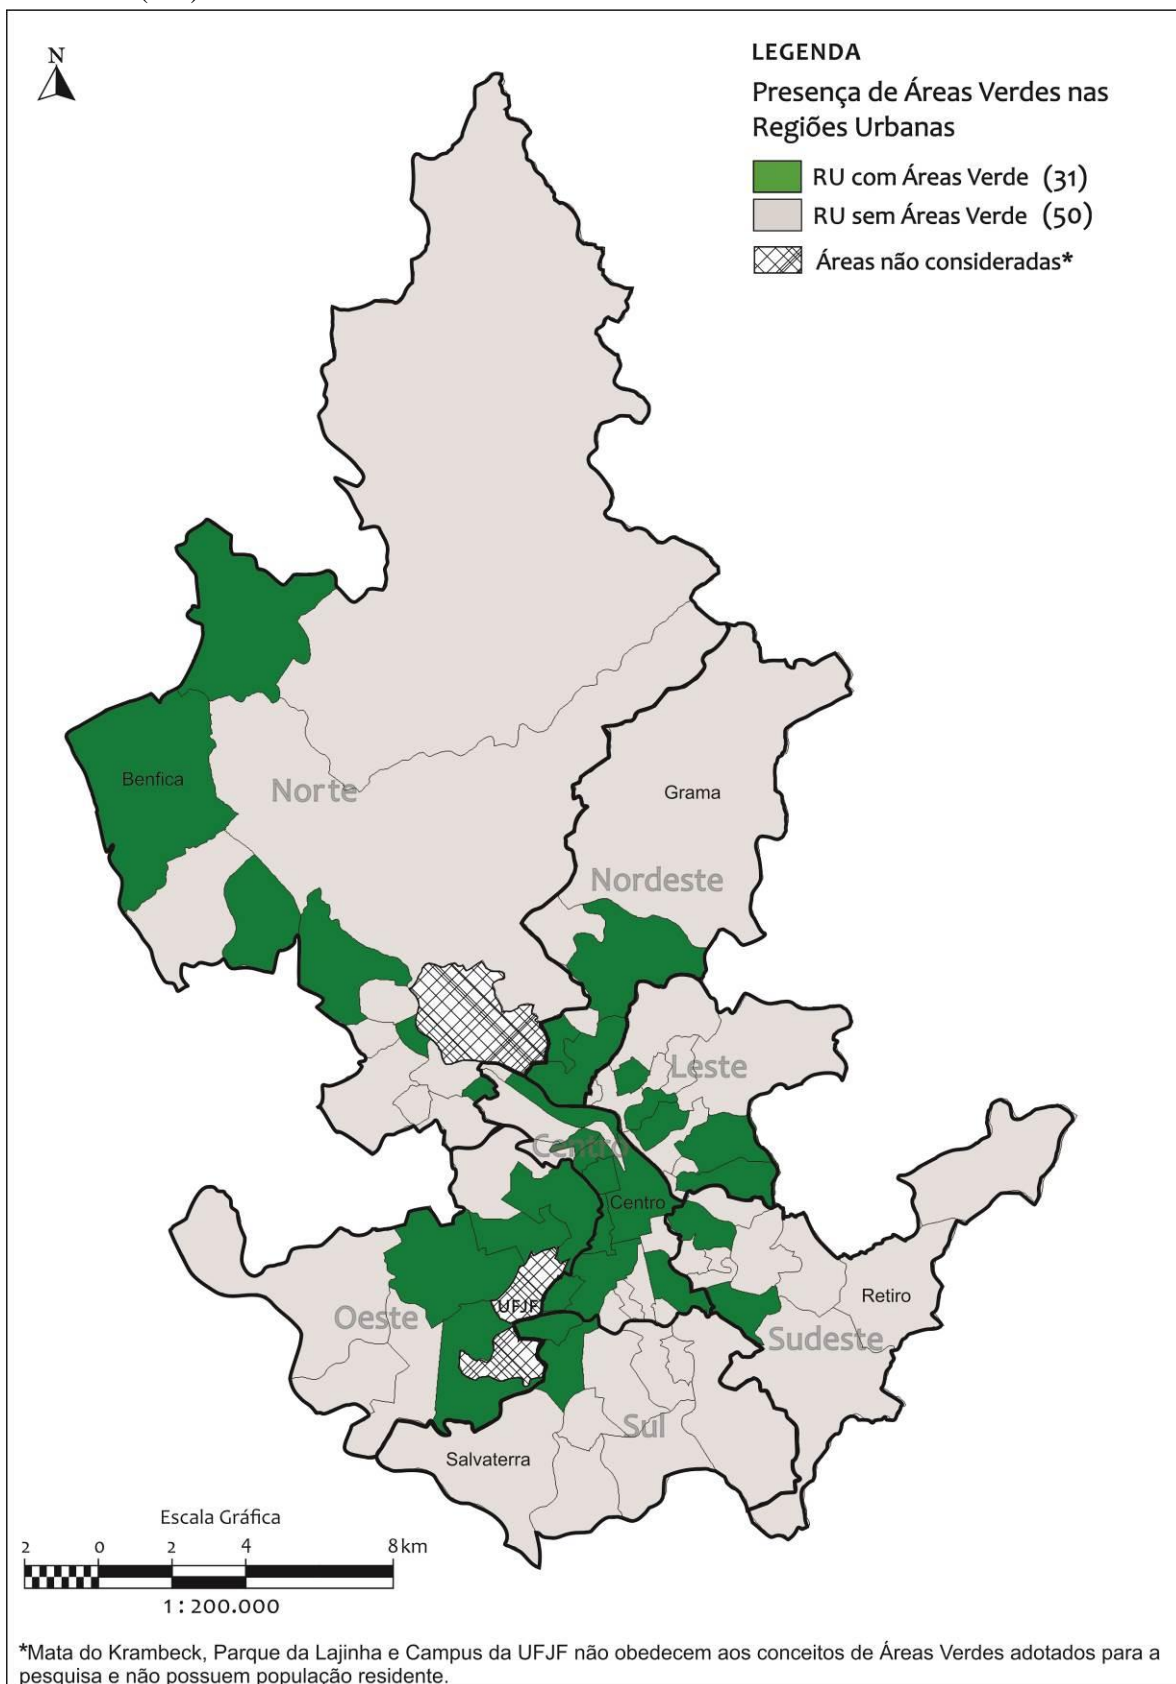 N
LEGENDA
Presença de Áreas Verdes nas
Regiões Urbanas
RU com Áreas Verde (31)
RU sem Áreas Verde (50)
Áreas não consideradas*
Benfica
Norte
Grama
Nordeste
Leste
Centro
Centro
Retiro
UFJF
Oeste
Sudeste
Sul
Salvaterra
Escala Gráfica
2 0 2 4 8 km
1 : 200.000
*Mata do Krambeck, Parque da Lajinha e Campus da UFJF não obedecem aos conceitos de Áreas Verdes adotados para a
pesquisa e não possuem população residente.